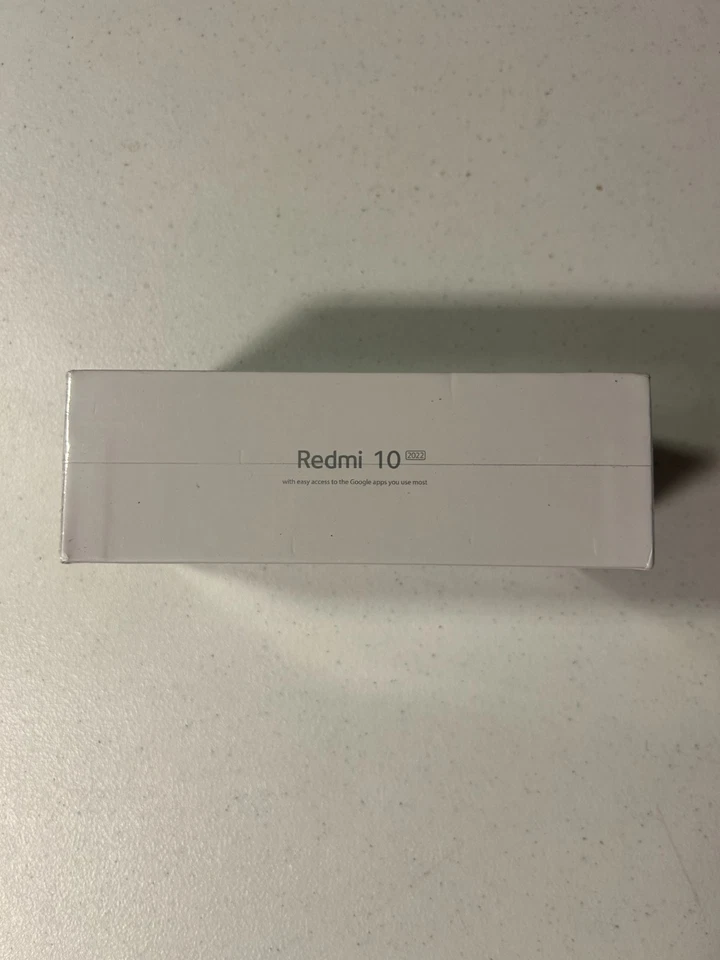 Redmi 10 2022
with easy access to the Google apps you use most